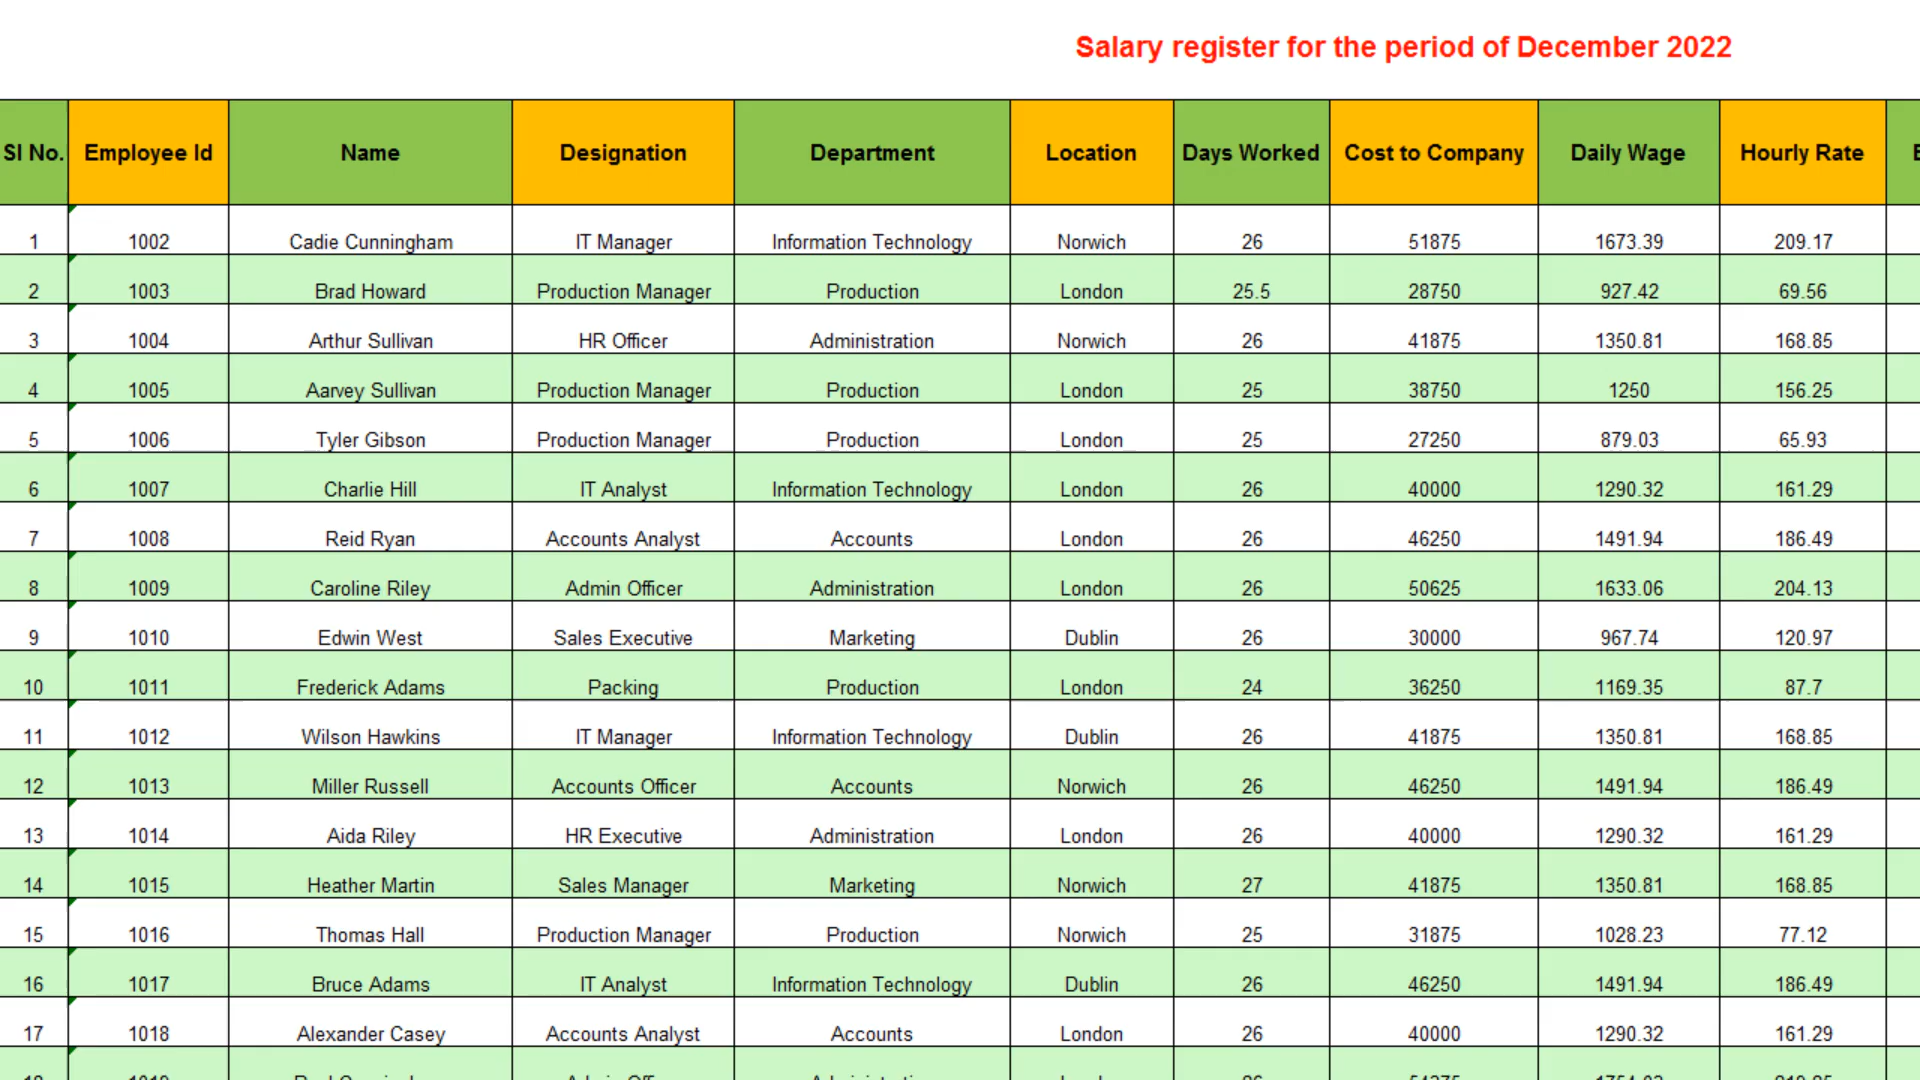 Salary register for the period of December 2022
Sl No. Employee Id Name Designation Department Location Days Worked Cost to Company Daily Wage Hourly Rate
1 1002 Cadie Cunningham IT Manager Information Technology Norwich 26 51875 1673.39 209.17
2 1003 Brad Howard Production Manager Production London 25.5 28750 927.42 69.56
3 1004 Arthur Sullivan HR Officer Administration Norwich 26 41875 1350.81 168.85
4 1005 Aarvey Sullivan Production Manager Production London 25 38750 1250 156.25
5 1006 Tyler Gibson Production Manager Production London 25 27250 879.03 65.93
6 1007 Charlie Hill IT Analyst Information Technology London 26 40000 1290.32 161.29
7 1008 Reid Ryan Accounts Analyst Accounts London 26 46250 1491.94 186.49
8 1009 Caroline Riley Admin Officer Administration London 26 50625 1633.06 204.13
9 1010 Edwin West Sales Executive Marketing Dublin 26 30000 967.74 120.97
10 1011 Frederick Adams Packing Production London 24 36250 1169.35 87.7
11 1012 Wilson Hawkins IT Manager Information Technology Dublin 26 41875 1350.81 168.85
12 1013 Miller Russell Accounts Officer Accounts Norwich 26 46250 1491.94 186.49
13 1014 Aida Riley HR Executive Administration London 26 40000 1290.32 161.29
14 1015 Heather Martin Sales Manager Marketing Norwich 27 41875 1350.81 168.85
15 1016 Thomas Hall Production Manager Production Norwich 25 31875 1028.23 77.12
16 1017 Bruce Adams IT Analyst Information Technology Dublin 26 46250 1491.94 186.49
17 1018 Alexander Casey Accounts Analyst Accounts London 26 40000 1290.32 161.29